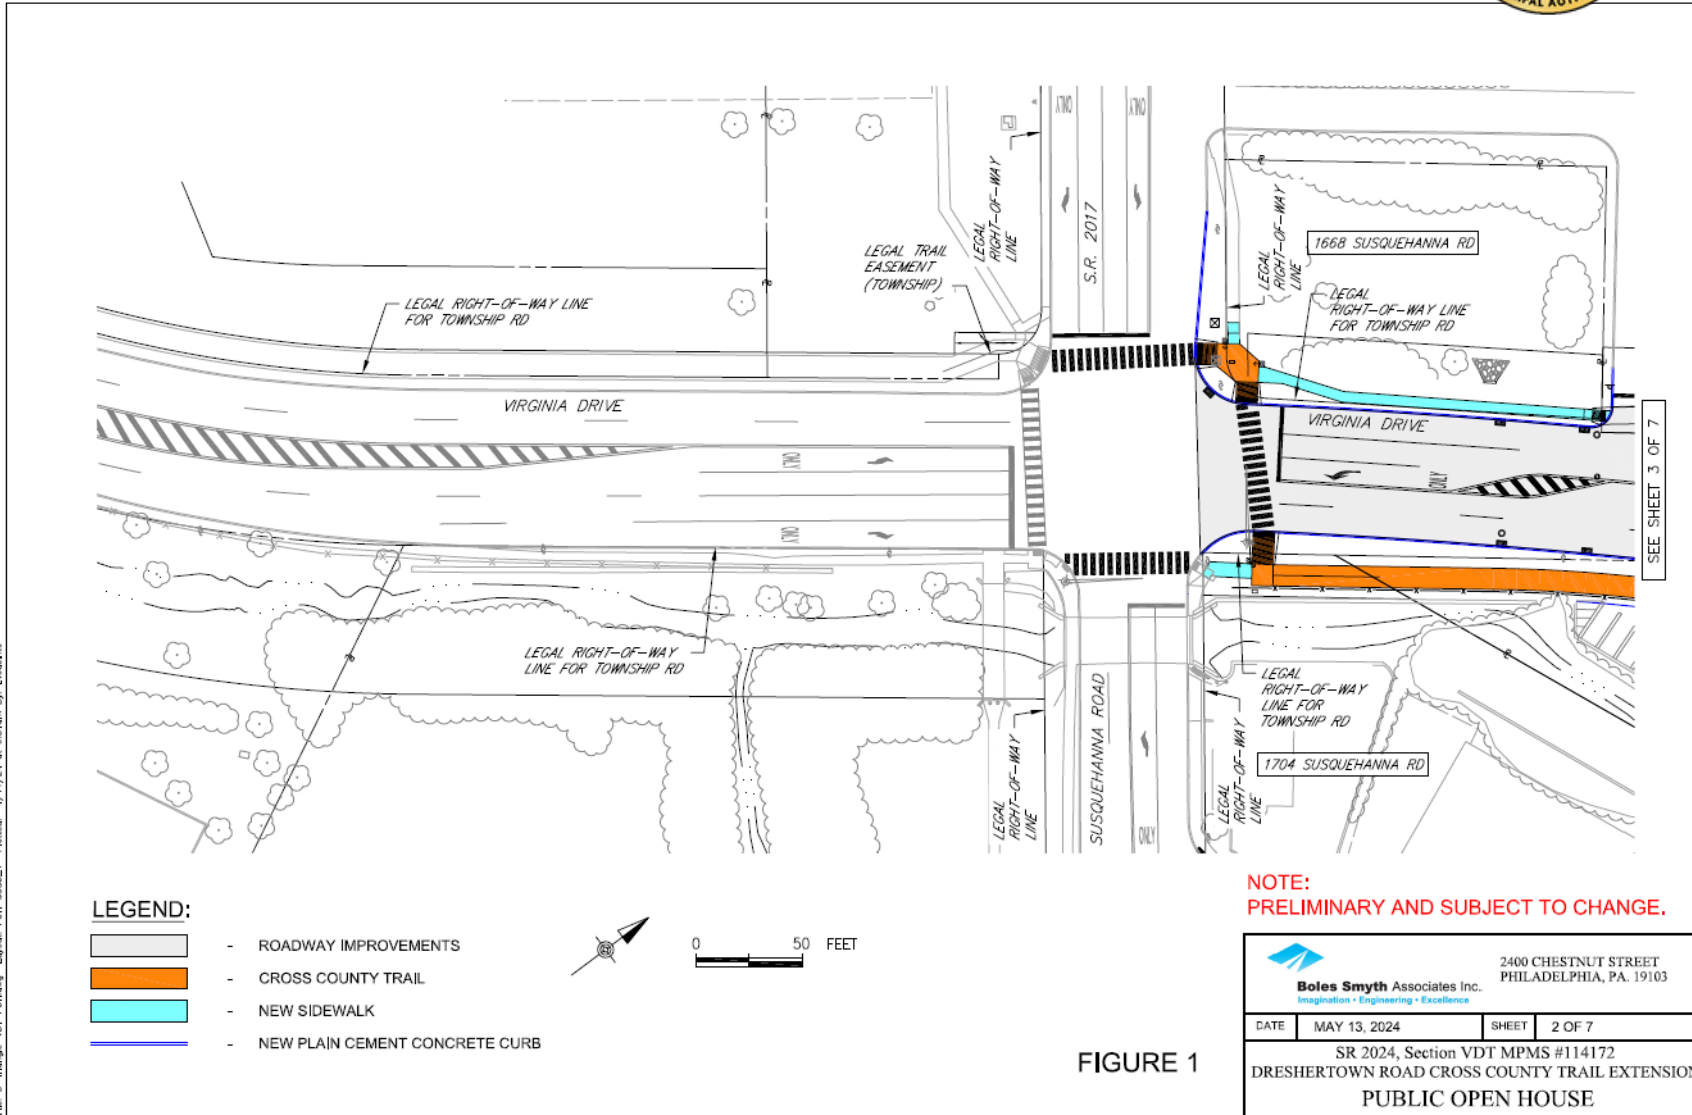 ONLY
ONLY
LEGAL
RIGHT-OF-WAY
LINE
S.R. 2017
LEGAL
RIGHT-OF-WAY
LINE
1668 SUSQUEHANNA RD
LEGAL TRAIL
EASEMENT
(TOWNSHIP)
LEGAL RIGHT-OF-WAY LINE
FOR TOWNSHIP RD
LEGAL
RIGHT-OF-WAY LINE
FOR TOWNSHIP RD
VIRGINIA DRIVE
VIRGINIA DRIVE
ONLY
ONLY
ONLY
SEE SHEET 3 OF 7
LEGAL RIGHT-OF-WAY
LINE FOR TOWNSHIP RD
LEGAL
RIGHT-OF-WAY
LINE FOR
TOWNSHIP RD
SUSQUEHANNA ROAD
LEGAL
RIGHT-OF-WAY
LINE
LEGAL
RIGHT-OF-WAY
LINE
1704 SUSQUEHANNA RD
ONLY
LEGEND:
- ROADWAY IMPROVEMENTS
- CROSS COUNTY TRAIL
- NEW SIDEWALK
- NEW PLAIN CEMENT CONCRETE CURB
0 50 FEET
FIGURE 1
NOTE:
PRELIMINARY AND SUBJECT TO CHANGE.
Boles Smyth Associates Inc.
Imagination • Engineering • Excellence
2400 CHESTNUT STREET
PHILADELPHIA, PA. 19103
DATE MAY 13, 2024 SHEET 2 OF 7
SR 2024, Section VDT MPMS #114172
DRESHERTOWN ROAD CROSS COUNTY TRAIL EXTENSION
PUBLIC OPEN HOUSE